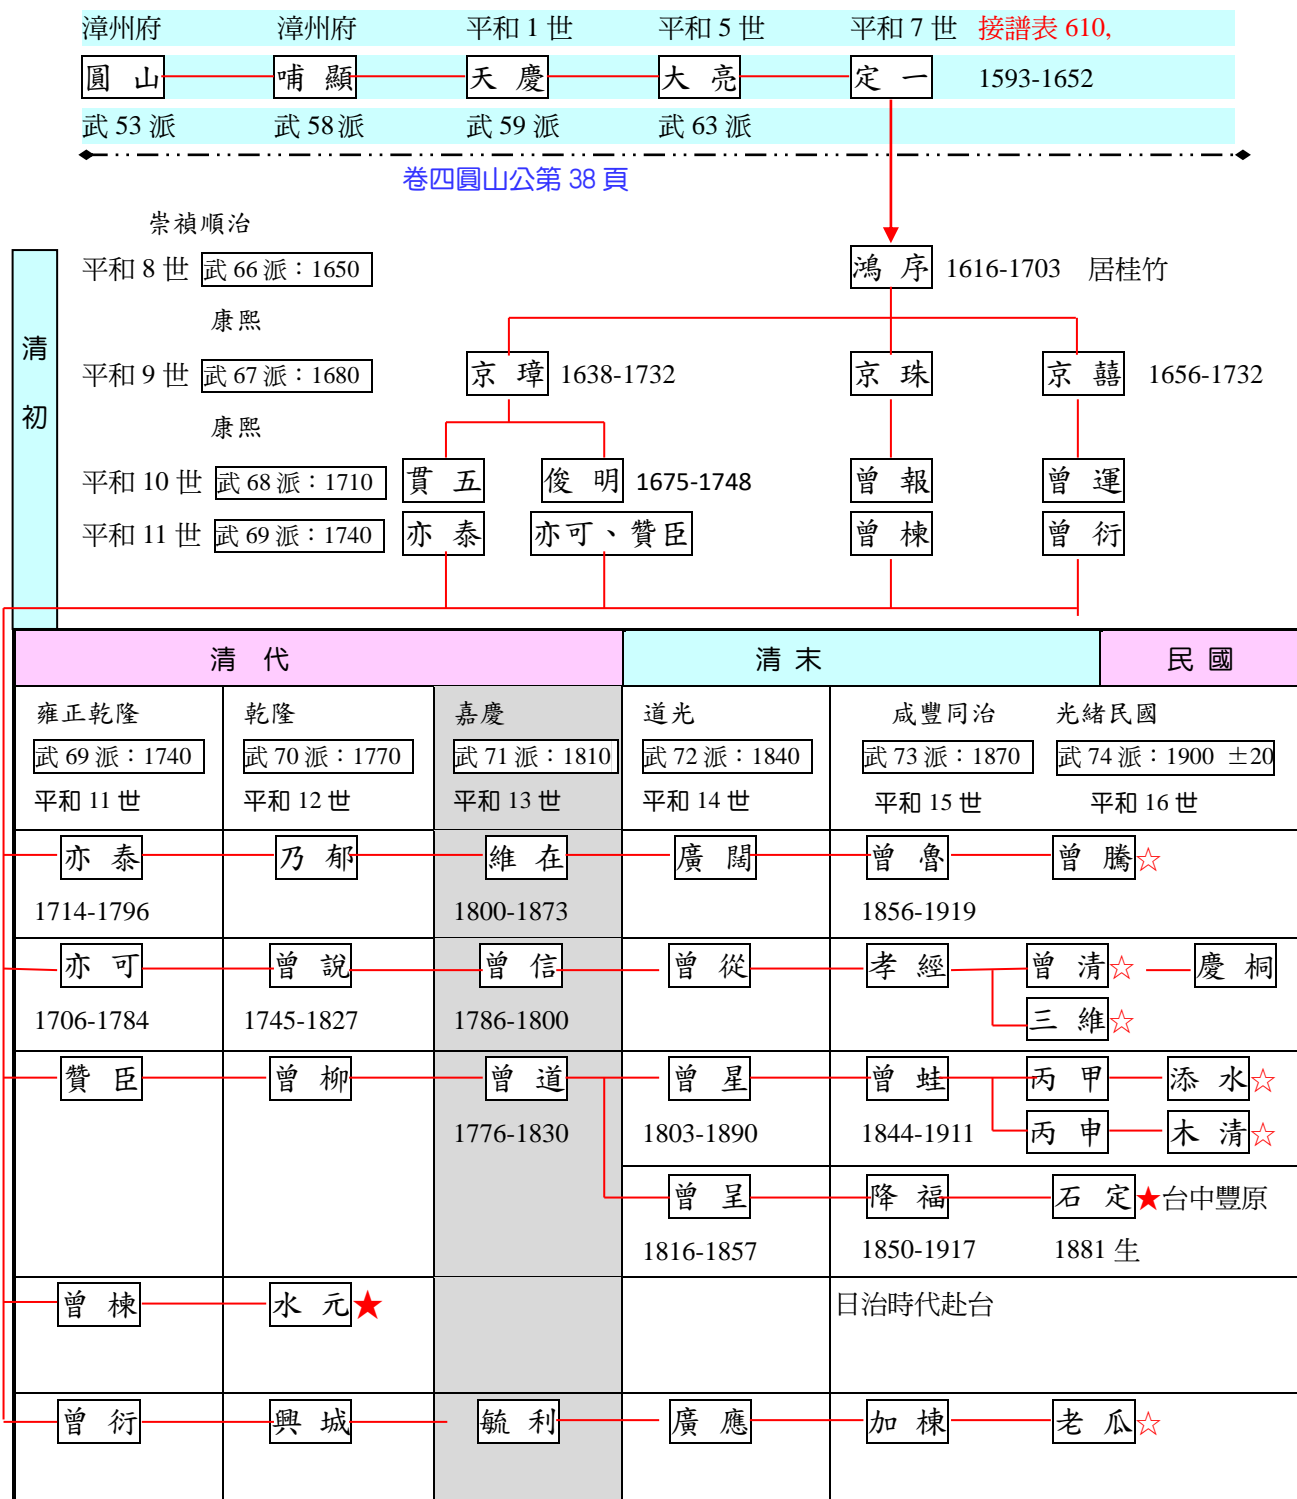 漳州府 漳州府 平和 1 世 平和 5 世 平和 7 世 接譜表 610,
圓 山 哺 顯 天 慶 大 亮 定 一 1593-1652
武 53 派 武 58 派 武 59 派 武 63 派
卷四圓山公第 38 頁
崇禎順治
平和 8 世 武 66 派：1650 鴻 序 1616-1703 居桂竹
康熙
清初
平和 9 世 武 67 派：1680 京 璋 1638-1732 京 珠 京 囍 1656-1732
康熙
平和 10 世 武 68 派：1710 貫 五 俊 明 1675-1748 曾 報 曾 運
平和 11 世 武 69 派：1740 亦 泰 亦可、贊臣 曾 棟 曾 衍
清 代 清 末 民 國
雍正乾隆 乾隆 嘉慶 道光 咸豐同治 光緒民國
武 69 派：1740 武 70 派：1770 武 71 派：1810 武 72 派：1840 武 73 派：1870 武 74 派：1900 ±20
平和 11 世 平和 12 世 平和 13 世 平和 14 世 平和 15 世 平和 16 世
亦 泰 乃 郁 維 在 廣 闊 曾 魯 曾 騰☆
1714-1796 1800-1873 1856-1919
亦 可 曾 說 曾 信 曾 從 孝 經 曾 清☆ 慶 桐
1706-1784 1745-1827 1786-1800 三 維☆
贊 臣 曾 柳 曾 道 曾 星 曾 蛙 丙 甲 添 水☆
1776-1830 1803-1890 1844-1911 丙 申 木 清☆
曾 呈 降 福 石 定★台中豐原
1816-1857 1850-1917 1881 生
曾 棟 水 元★ 日治時代赴台
曾 衍 興 城 毓 利 廣 應 加 棟 老 瓜☆